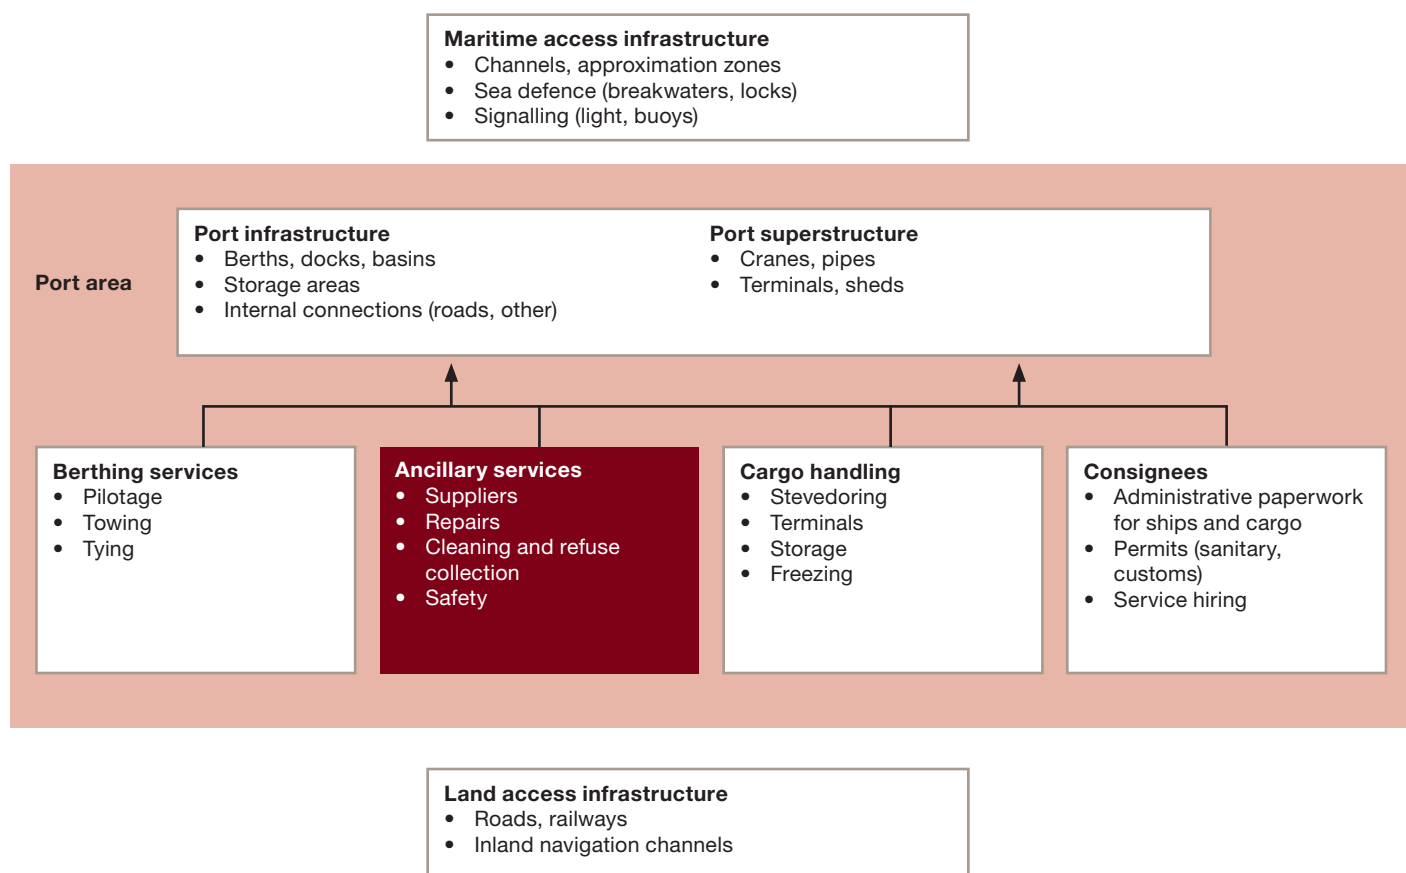 Maritime access infrastructure
• Channels, approximation zones
• Sea defence (breakwaters, locks)
• Signalling (light, buoys)
Port area
Port infrastructure
• Berths, docks, basins
• Storage areas
• Internal connections (roads, other)
Port superstructure
• Cranes, pipes
• Terminals, sheds
Berthing services
• Pilotage
• Towing
• Tying
Ancillary services
• Suppliers
• Repairs
• Cleaning and refuse
collection
• Safety
Cargo handling
• Stevedoring
• Terminals
• Storage
• Freezing
Consignees
• Administrative paperwork
for ships and cargo
• Permits (sanitary,
customs)
• Service hiring
Land access infrastructure
• Roads, railways
• Inland navigation channels